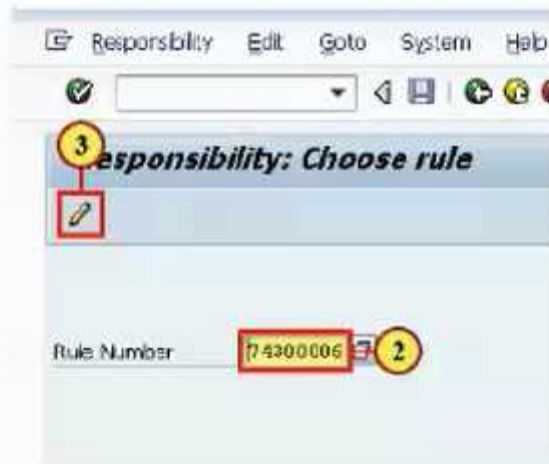 Responsibility Edit Goto System Help
3
esponsibility: Choose rule
Rule Number 74300006 2